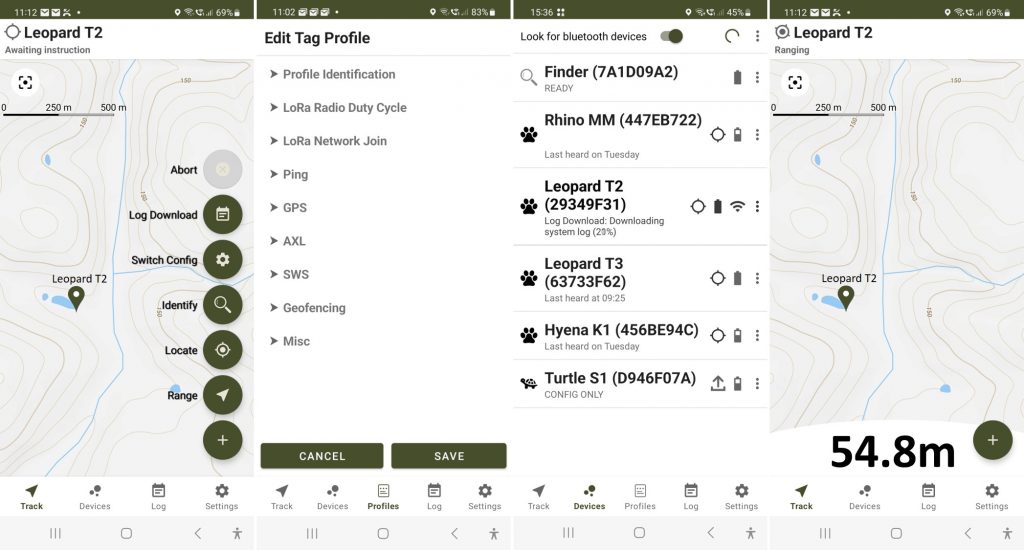 11:12
69%
Leopard T2
Awaiting instruction
0 250 m 500 m
150
150
Abort
Log Download
Switch Config
Leopard T2
Identify
Locate
Range
+
Track Devices Log Settings
11:02
83%
Edit Tag Profile
➤ Profile Identification
➤ LoRa Radio Duty Cycle
➤ LoRa Network Join
➤ Ping
➤ GPS
➤ AXL
➤ SWS
➤ Geofencing
➤ Misc
CANCEL SAVE
Track Devices Profiles Log Settings
15:36
45%
Look for bluetooth devices
Finder (7A1D09A2)
READY
Rhino MM (447EB722)
Last heard on Tuesday
Leopard T2
(29349F31)
Log Download: Downloading
system log (20%)
Leopard T3
(63733F62)
Last heard at 09:25
Hyena K1 (456BE94C)
Last heard on Tuesday
Turtle S1 (D946F07A)
CONFIG ONLY
Track Devices Profiles Log Settings
11:12
69%
Leopard T2
Ranging
0 250 m 500 m
150
150
Leopard T2
54.8m
+
Track Devices Log Settings